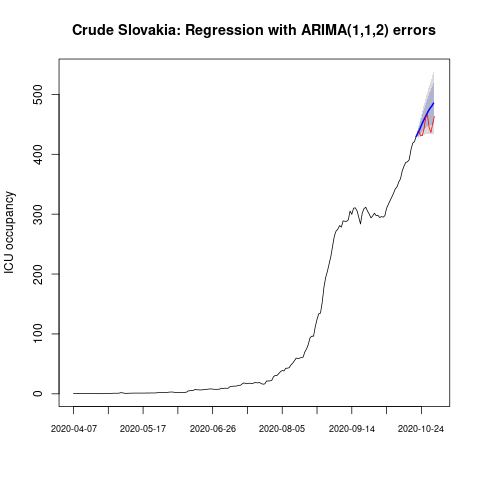 Crude Slovakia: Regression with ARIMA(1,1,2) errors
ICU occupancy
500
400
300
200
100
0
2020-04-07 2020-05-17 2020-06-26 2020-08-05 2020-09-14 2020-10-24